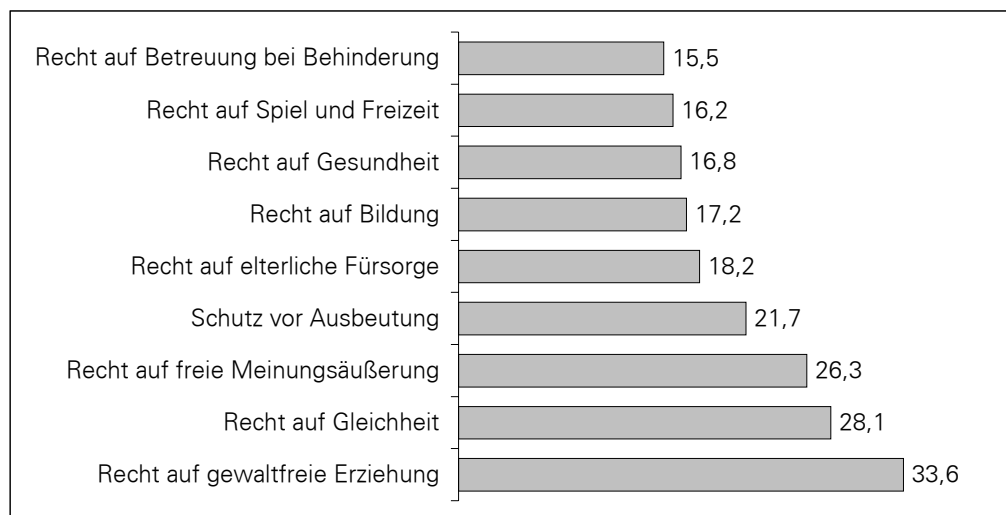 Recht auf Betreuung bei Behinderung 15,5
Recht auf Spiel und Freizeit 16,2
Recht auf Gesundheit 16,8
Recht auf Bildung 17,2
Recht auf elterliche Fürsorge 18,2
Schutz vor Ausbeutung 21,7
Recht auf freie Meinungsäußerung 26,3
Recht auf Gleichheit 28,1
Recht auf gewaltfreie Erziehung 33,6